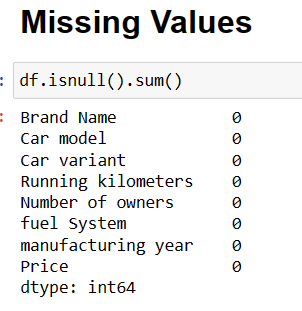 Missing Values
: df.isnull().sum()
: Brand Name 0
Car model 0
Car variant 0
Running kilometers 0
Number of owners 0
fuel System 0
manufacturing year 0
Price 0
dtype: int64